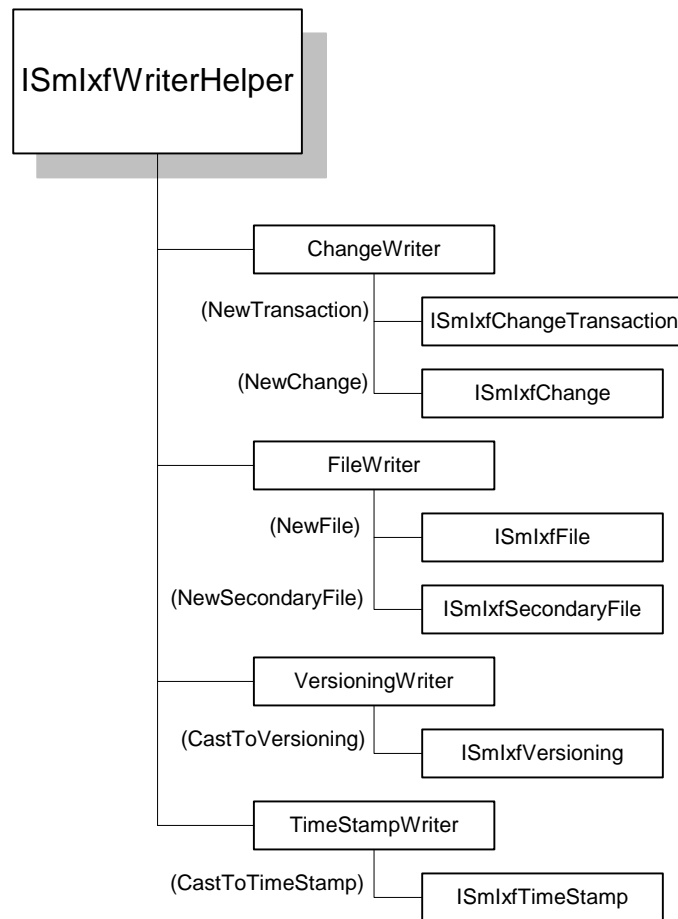 ISmIxfWriterHelper
ChangeWriter
(NewTransaction)
ISmIxfChangeTransaction
(NewChange)
ISmIxfChange
FileWriter
(NewFile)
ISmIxfFile
(NewSecondaryFile)
ISmIxfSecondaryFile
VersioningWriter
(CastToVersioning)
ISmIxfVersioning
TimeStampWriter
(CastToTimeStamp)
ISmIxfTimeStamp